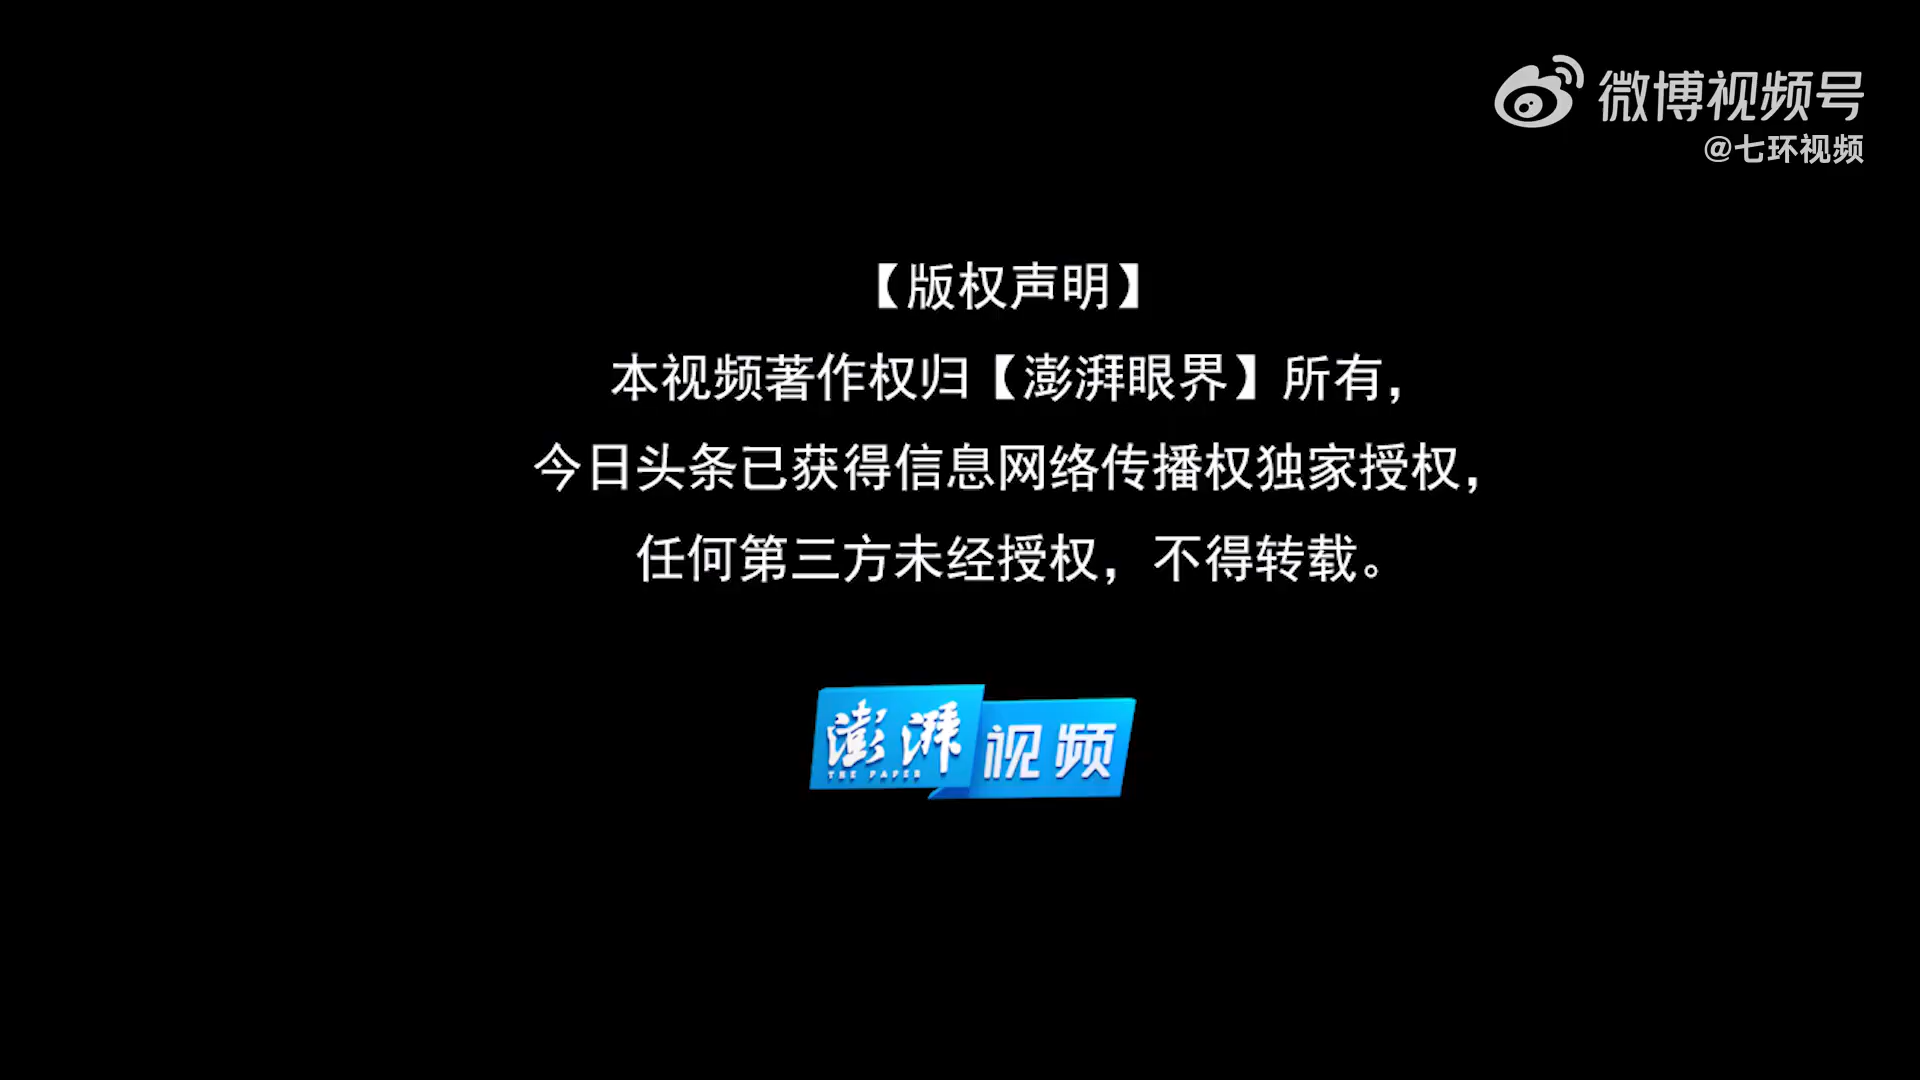 微博视频号
@七环视频
【版权声明】
本视频著作权归【澎湃眼界】所有，
今日头条已获得信息网络传播权独家授权，
任何第三方未经授权，不得转载。
澎湃 视频
THE PAPER